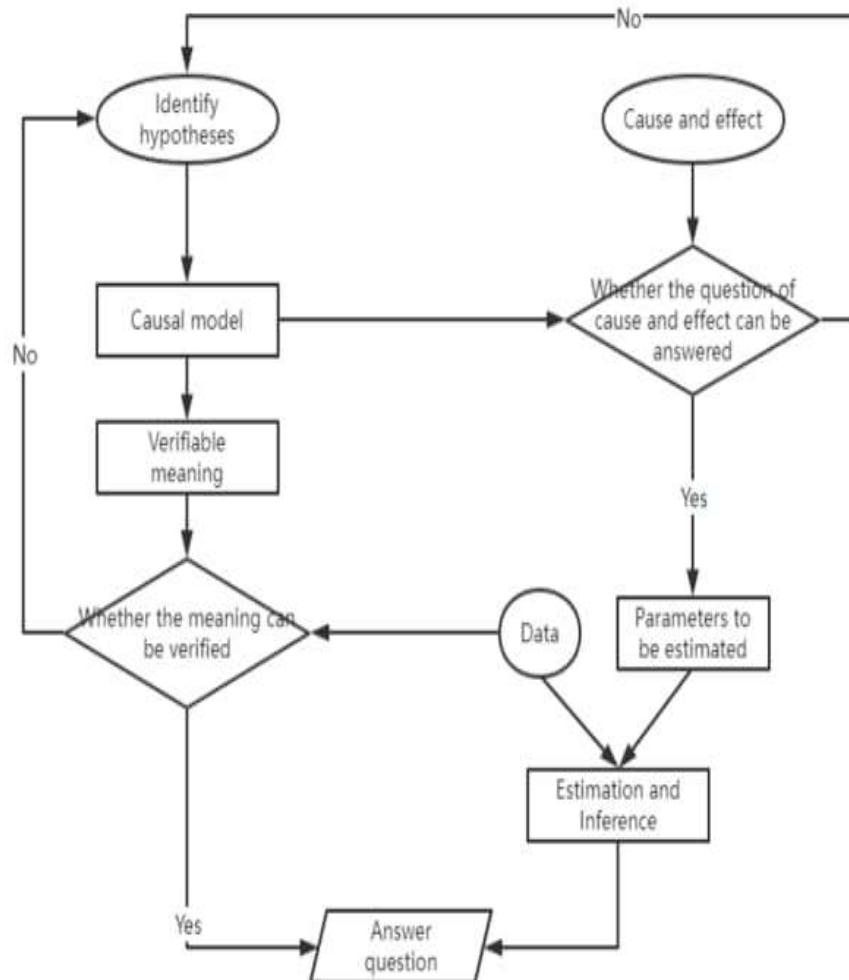 No
Identify
hypotheses
Cause and effect
Causal model
Whether the question of
cause and effect can be
answered
No
Verifiable
meaning
Yes
Whether the meaning can
be verified
Data
Parameters to
be estimated
Estimation and
Inference
Yes
Answer
question